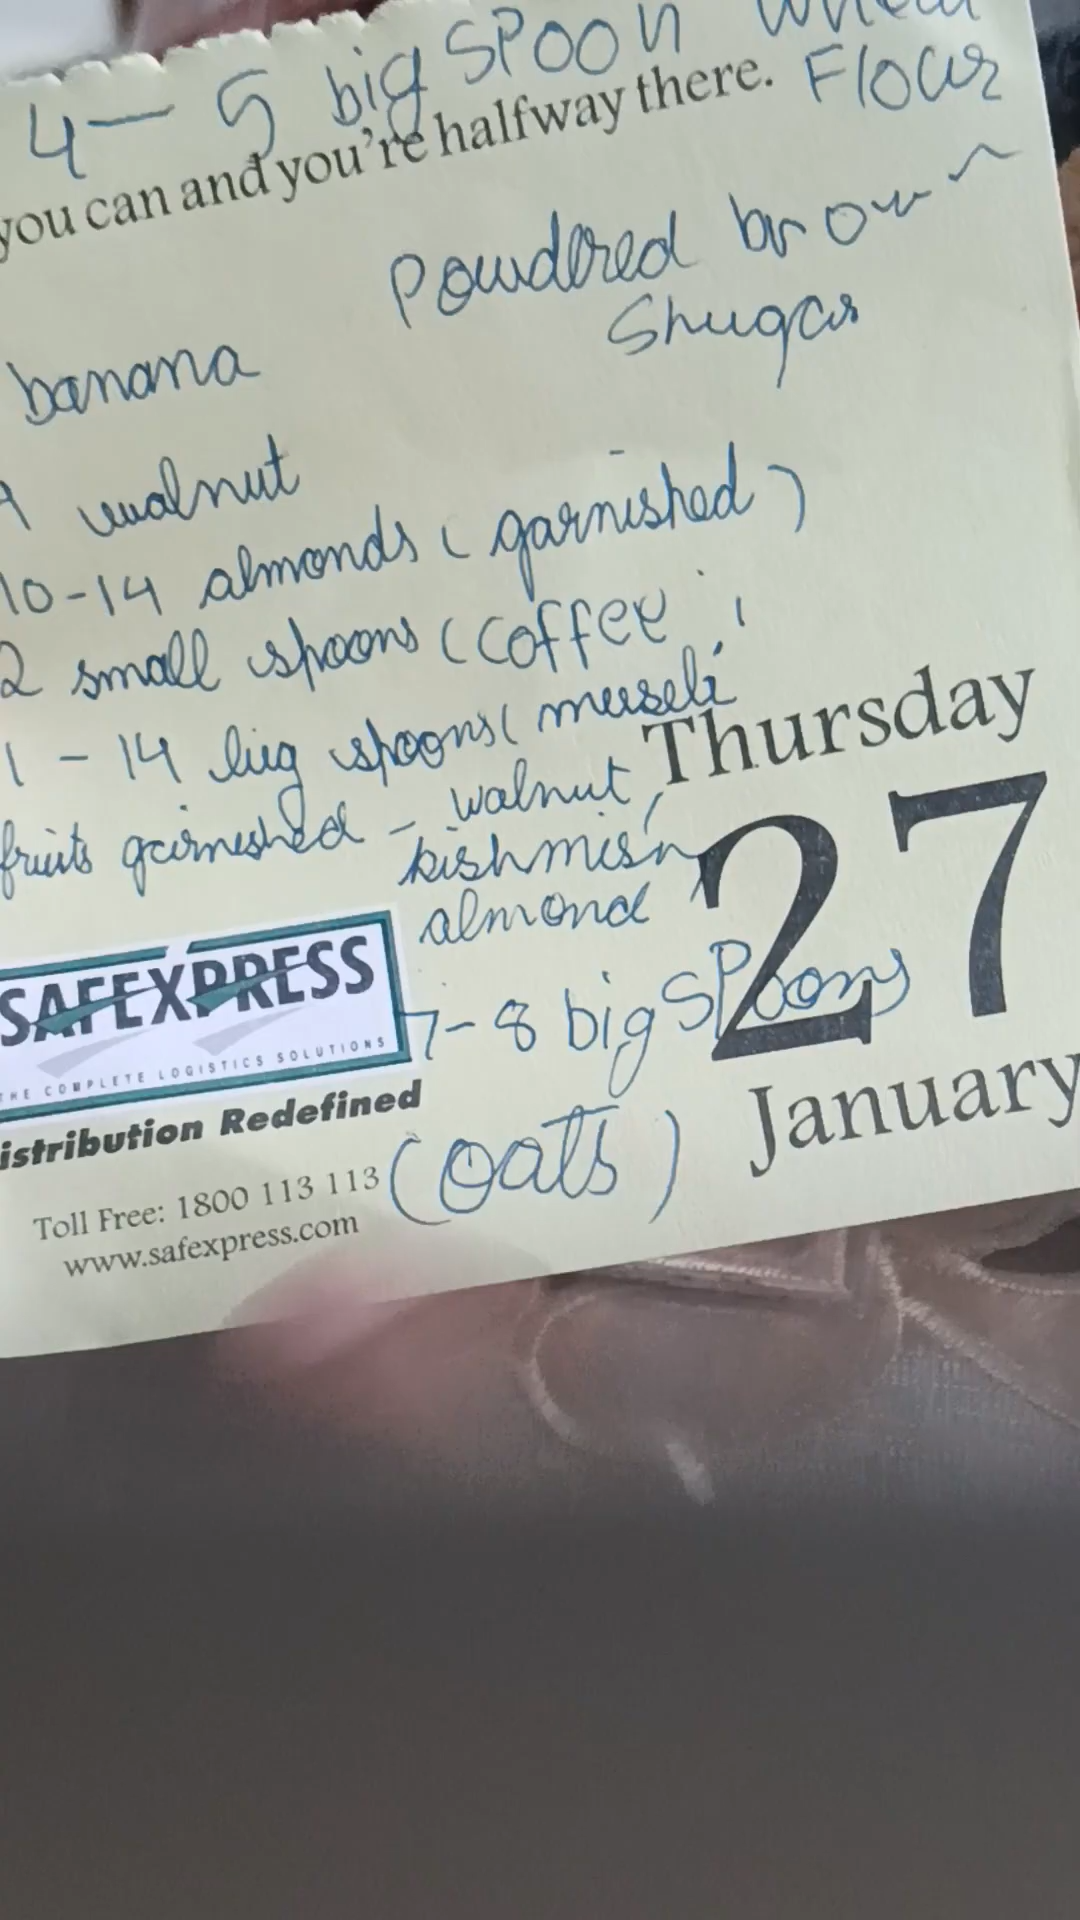 4 - 5 big SPOON Wheat
Flour
you can and you're halfway there.
Powdered brown
Shugar
banana
walnut
10-14 almonds (garnished)
2 small spoons (coffee
1 - 14 big spoons (museli
fruits garnished - walnut,
kishmish
almond
SAFEXPRESS
THE COMPLETE LOGISTICS SOLUTIONS
istribution Redefined
Toll Free: 1800 113 113
www.safexpress.com
7-8 big SPoons
(oats)
Thursday
27
January